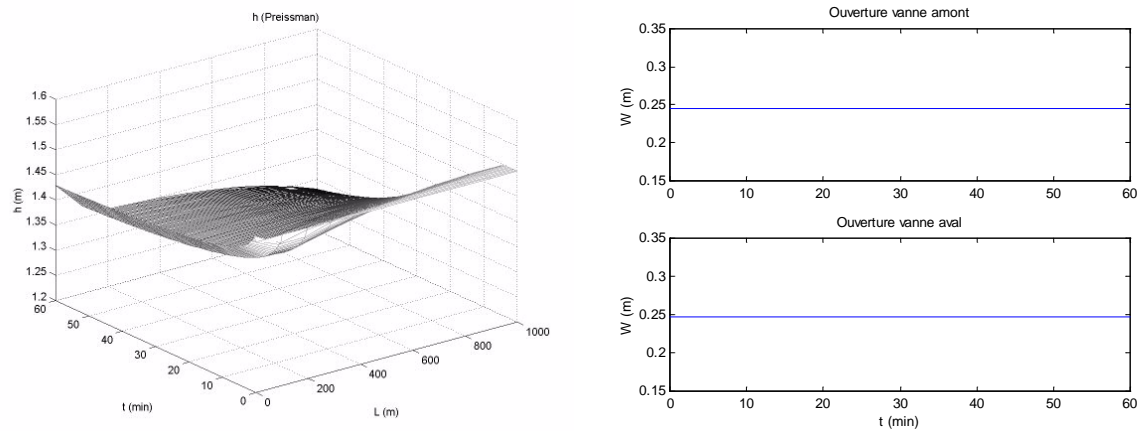 h (Preissman)
1.6
1.55
1.5
1.45
1.4
1.35
1.3
1.25
1.2
h (m)
60
50
40
30
20
10
0
t (min)
0
200
400
600
800
1000
L (m)
Ouverture vanne amont
0.35
0.3
0.25
0.2
0.15
W (m)
0 10 20 30 40 50 60
Ouverture vanne aval
0.35
0.3
0.25
0.2
0.15
W (m)
0 10 20 30 40 50 60
t (min)